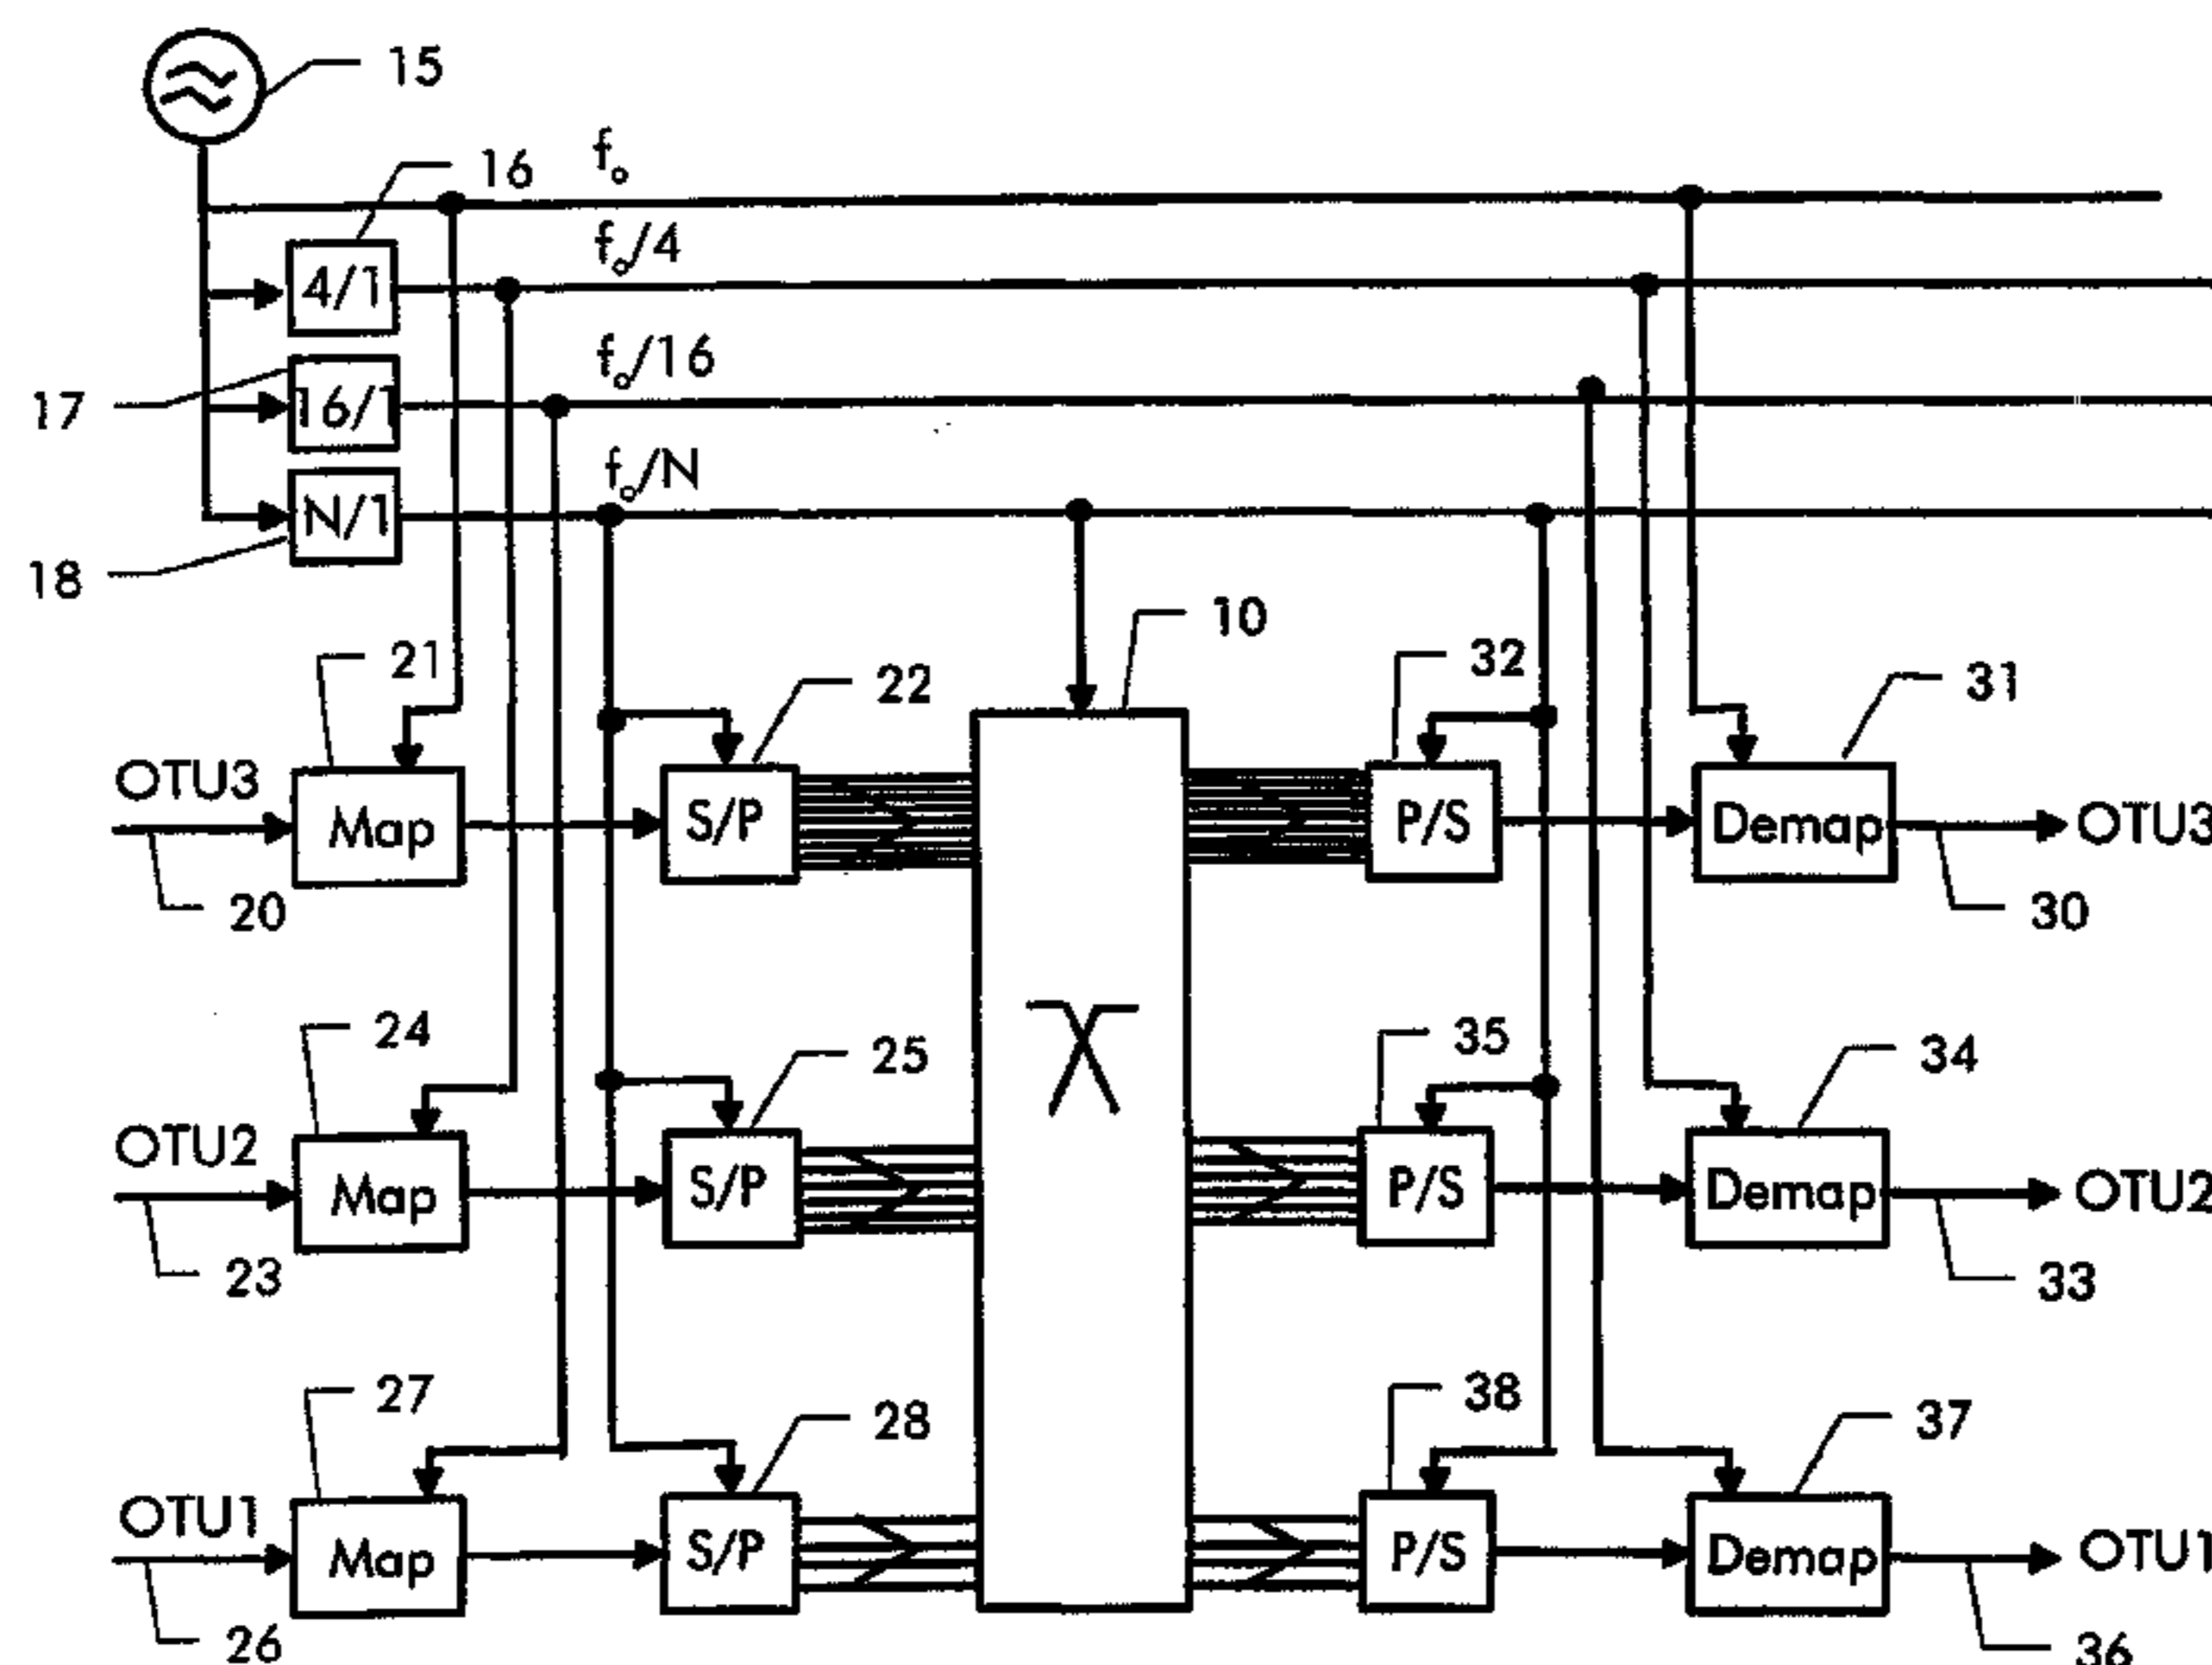 15
16
f₀
4/1
f₀/4
17
16/1
f₀/16
18
N/1
f₀/N
10
21
22
32
31
OTU3
Map
S/P
P/S
Demap
OTU3
20
30
24
25
35
34
OTU2
Map
S/P
P/S
Demap
OTU2
23
33
27
28
38
37
OTU1
Map
S/P
P/S
Demap
OTU1
26
36